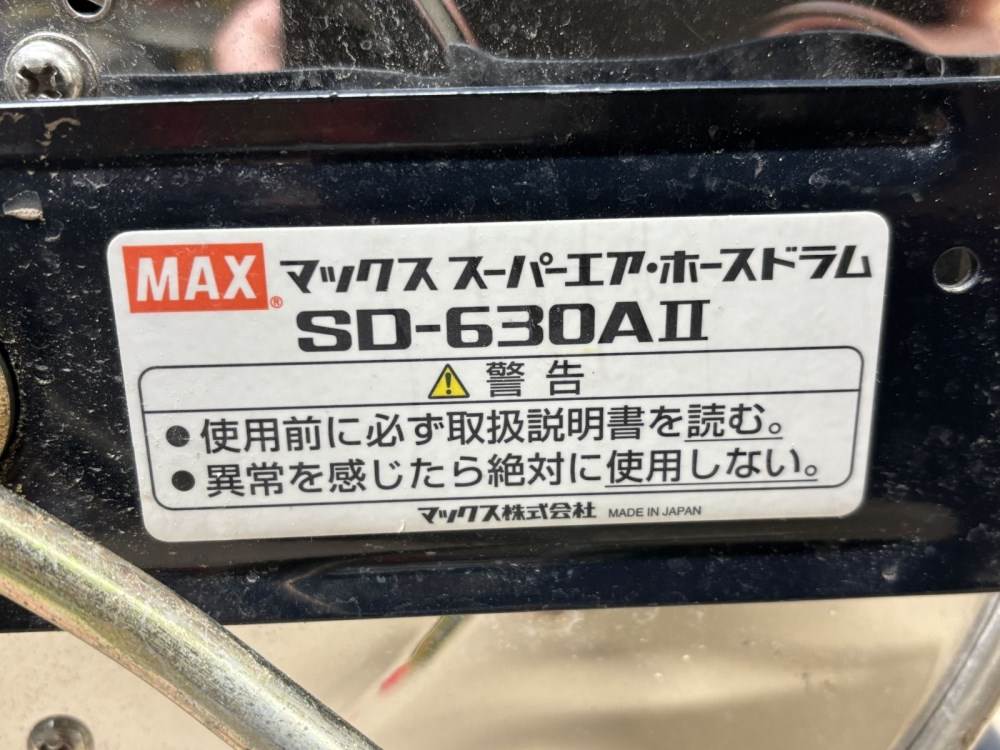 MAX® マックス スーパーエア・ホースドラム
SD-630AII
⚠ 警告
●使用前に必ず取扱説明書を読む。
●異常を感じたら絶対に使用しない。
マックス株式会社 MADE IN JAPAN